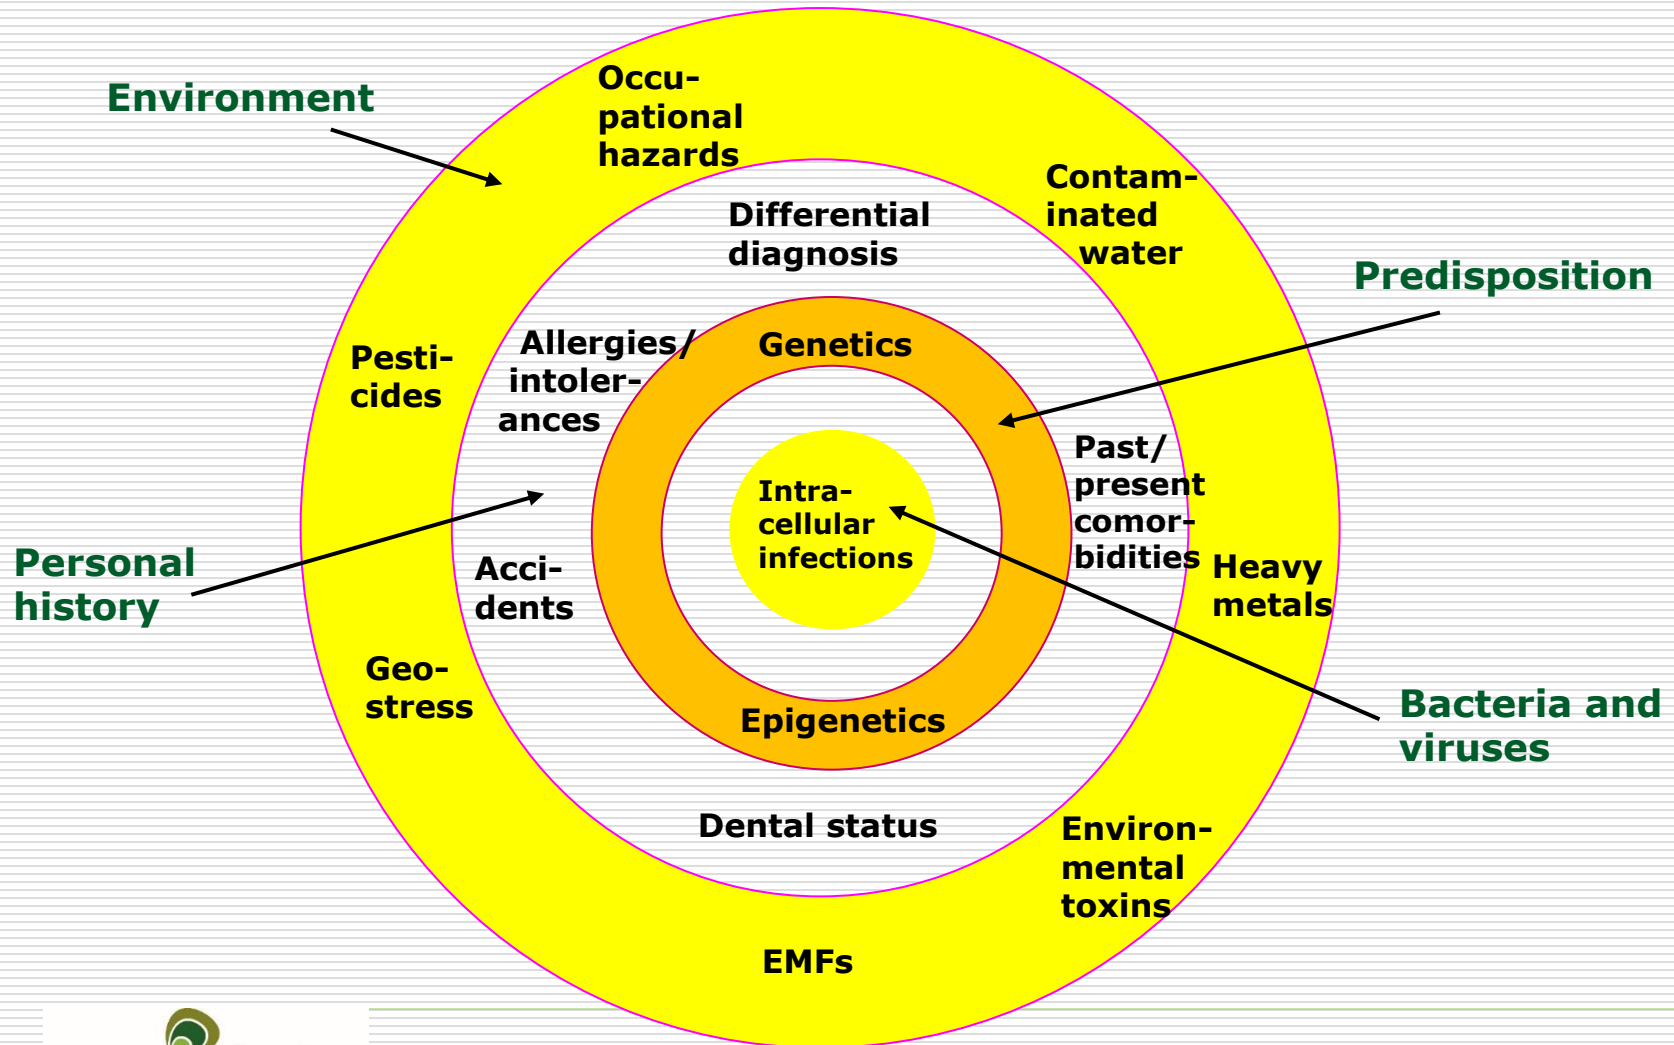 Environment
Occu-
pational
hazards
Contam-
inated
water
Differential
diagnosis
Predisposition
Pesti-
cides
Allergies/
intoler-
ances
Genetics
Past/
present
comor-
bidities
Intra-
cellular
infections
Personal
history
Acci-
dents
Heavy
metals
Geo-
stress
Epigenetics
Bacteria and
viruses
Dental status
Environ-
mental
toxins
EMFs